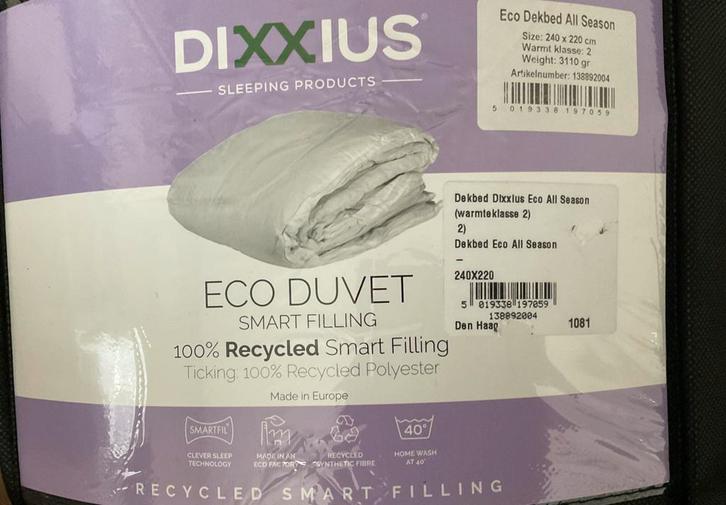 DIXXIUS®
SLEEPING PRODUCTS
Eco Dekbed All Season
Size: 240 x 220 cm
Warmt klasse: 2
Weight: 3110 gr
Artikelnumber: 138892004
5 019338 197059
Dekbed Dixxius Eco All Season
(warmteklasse 2)
2)
Dekbed Eco All Season
–
240X220
5 019338 197059
138892004
Den Haag 1081
ECO DUVET
SMART FILLING
100% Recycled Smart Filling
Ticking: 100% Recycled Polyester
Made in Europe
SMARTFIL®
CLEVER SLEEP
TECHNOLOGY
MADE IN AN
ECO FACTORY
RECYCLED
SYNTHETIC FIBRE
40°
HOME WASH
AT 40°
RECYCLED SMART FILLING